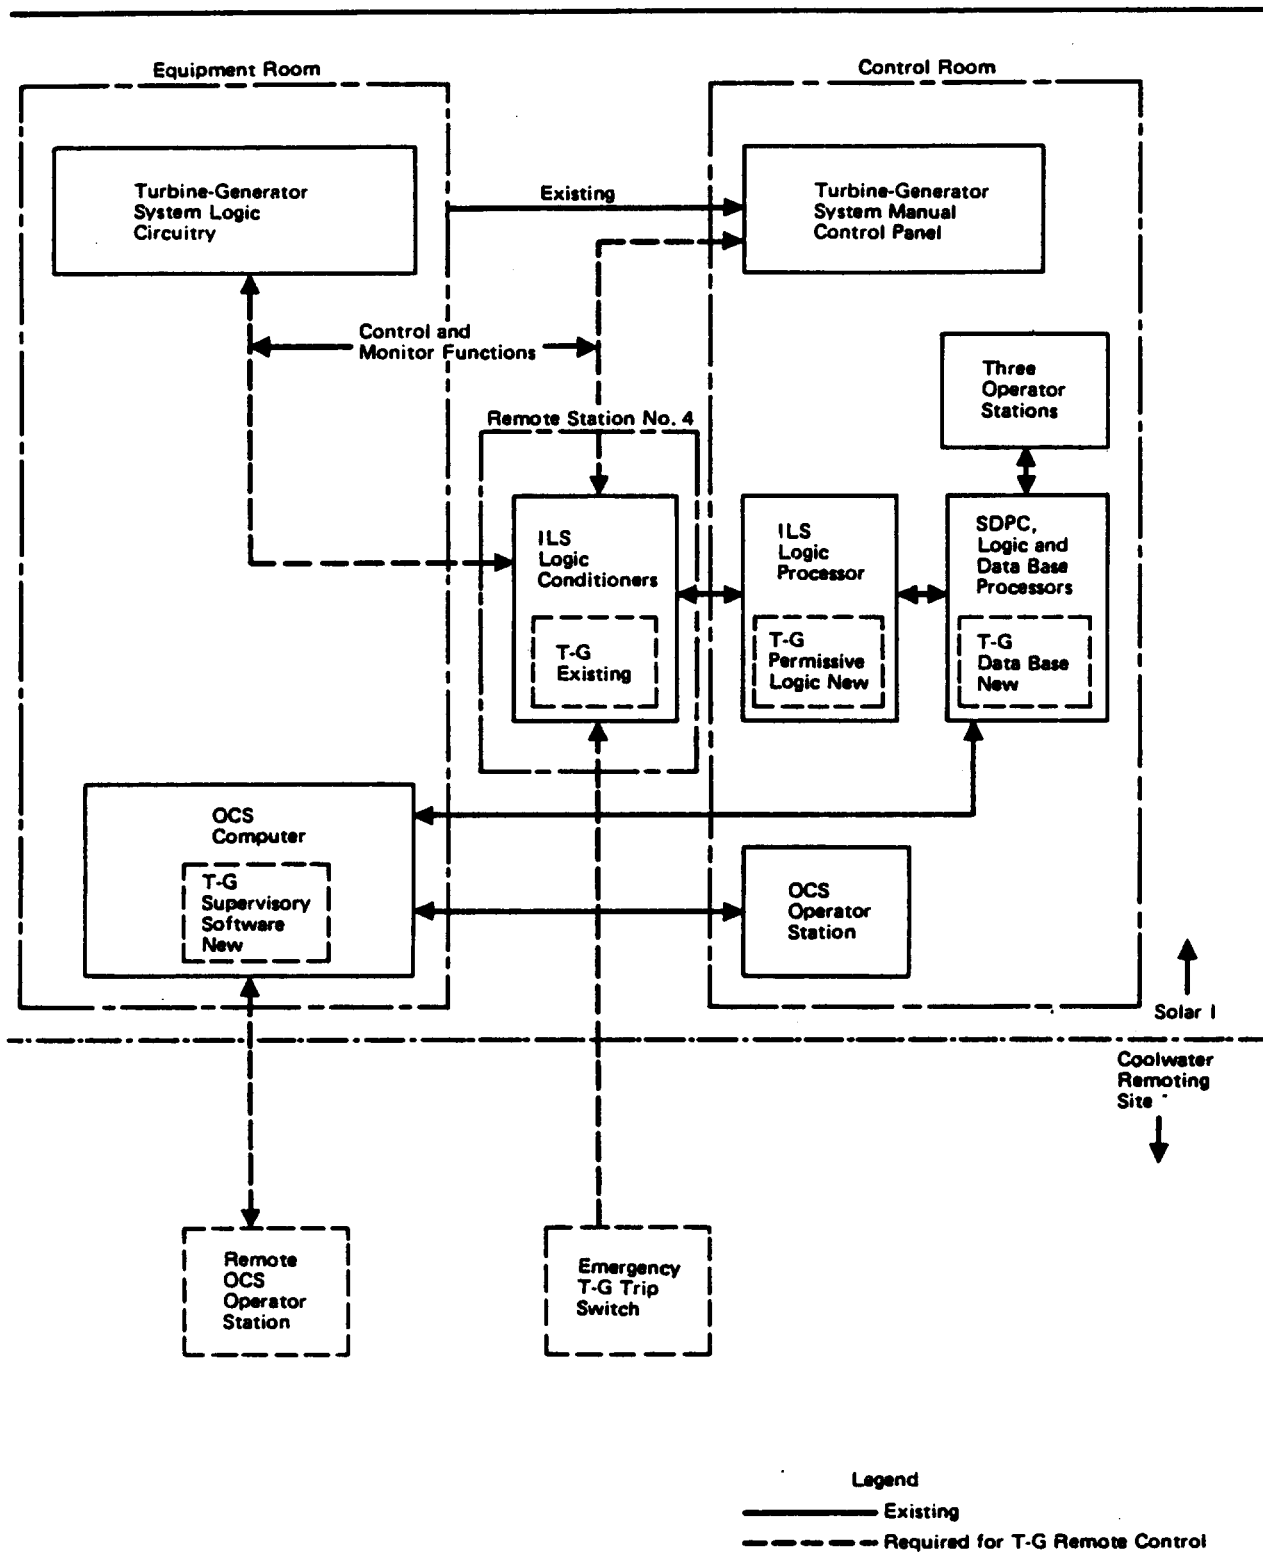 Equipment Room
Control Room
Turbine-Generator
System Logic
Circuitry
Existing
Turbine-Generator
System Manual
Control Panel
Control and
Monitor Functions
Three
Operator
Stations
Remote Station No. 4
ILS
Logic
Conditioners
T-G
Existing
ILS
Logic
Processor
T-G
Permissive
Logic New
SDPC,
Logic and
Data Base
Processors
T-G
Data Base
New
OCS
Computer
T-G
Supervisory
Software
New
OCS
Operator
Station
Solar I
Coolwater
Remoting
Site
Remote
OCS
Operator
Station
Emergency
T-G Trip
Switch
Legend
Existing
Required for T-G Remote Control